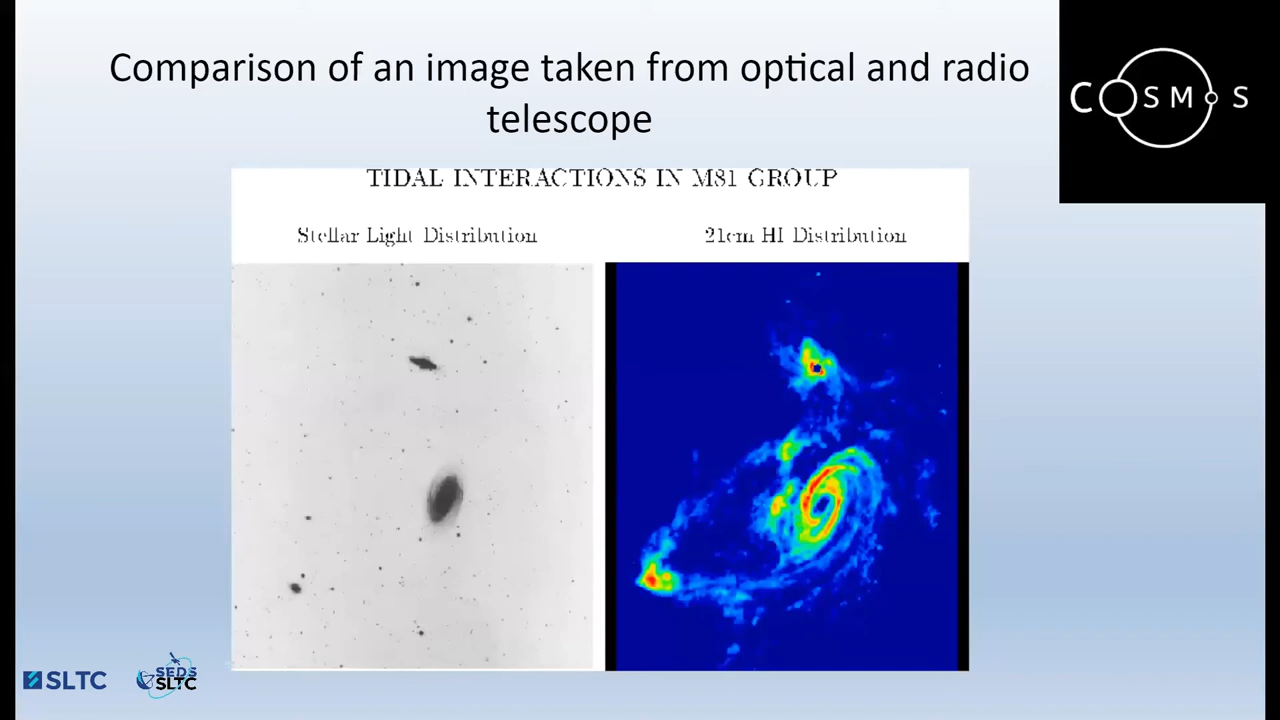 Comparison of an image taken from optical and radio
telescope
COSMOS
TIDAL INTERACTIONS IN M81 GROUP
Stellar Light Distribution
21cm HI Distribution
SLTC
SEDS
SLTC